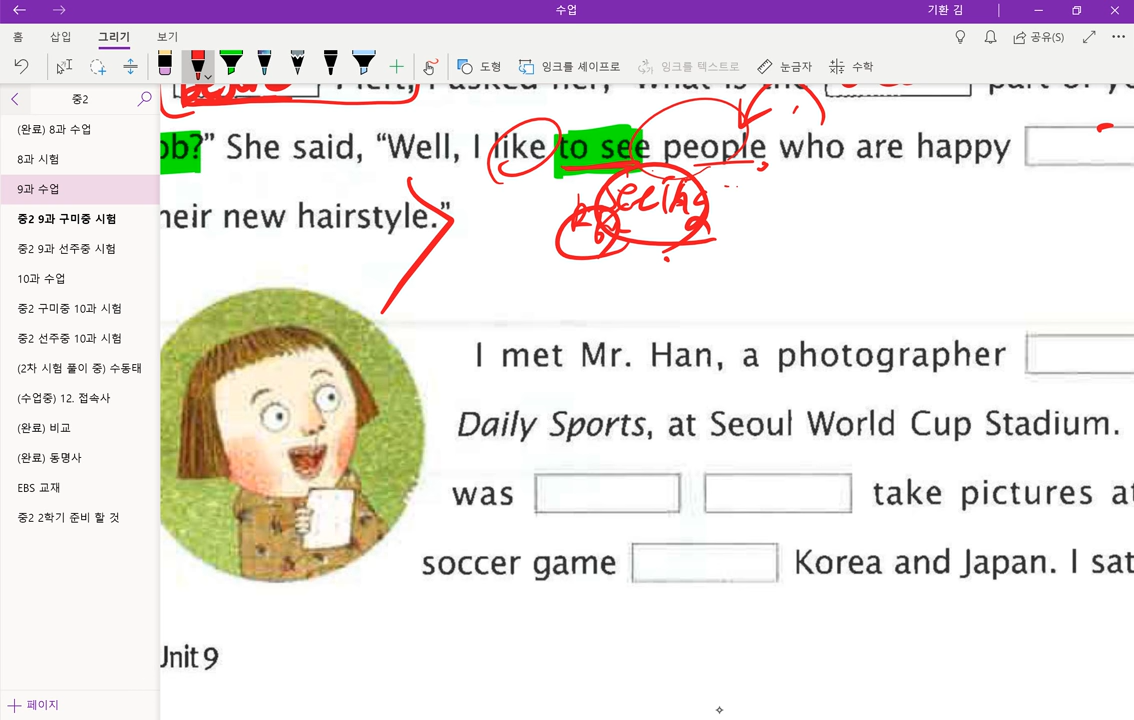 수업
기환 김
홈 삽입 그리기 보기
공유(S)
도형 잉크를 셰이프로 잉크를 텍스트로 눈금자 수학
중2
(완료) 8과 수업
8과 시험
9과 수업
중2 9과 구미중 시험
중2 9과 선주중 시험
10과 수업
중2 구미중 10과 시험
중2 선주중 10과 시험
(2차 시험 풀이 중) 수동태
(수업중) 12. 접속사
(완료) 비교
(완료) 동명사
EBS 교재
중2 2학기 준비 할 것
페이지
I left, I asked her, "What is the part of yo
ob?" She said, "Well, I like to see people who are happy
seeing
heir new hairstyle."
I met Mr. Han, a photographer
Daily Sports, at Seoul World Cup Stadium.
was take pictures at
soccer game Korea and Japan. I sat
Unit 9